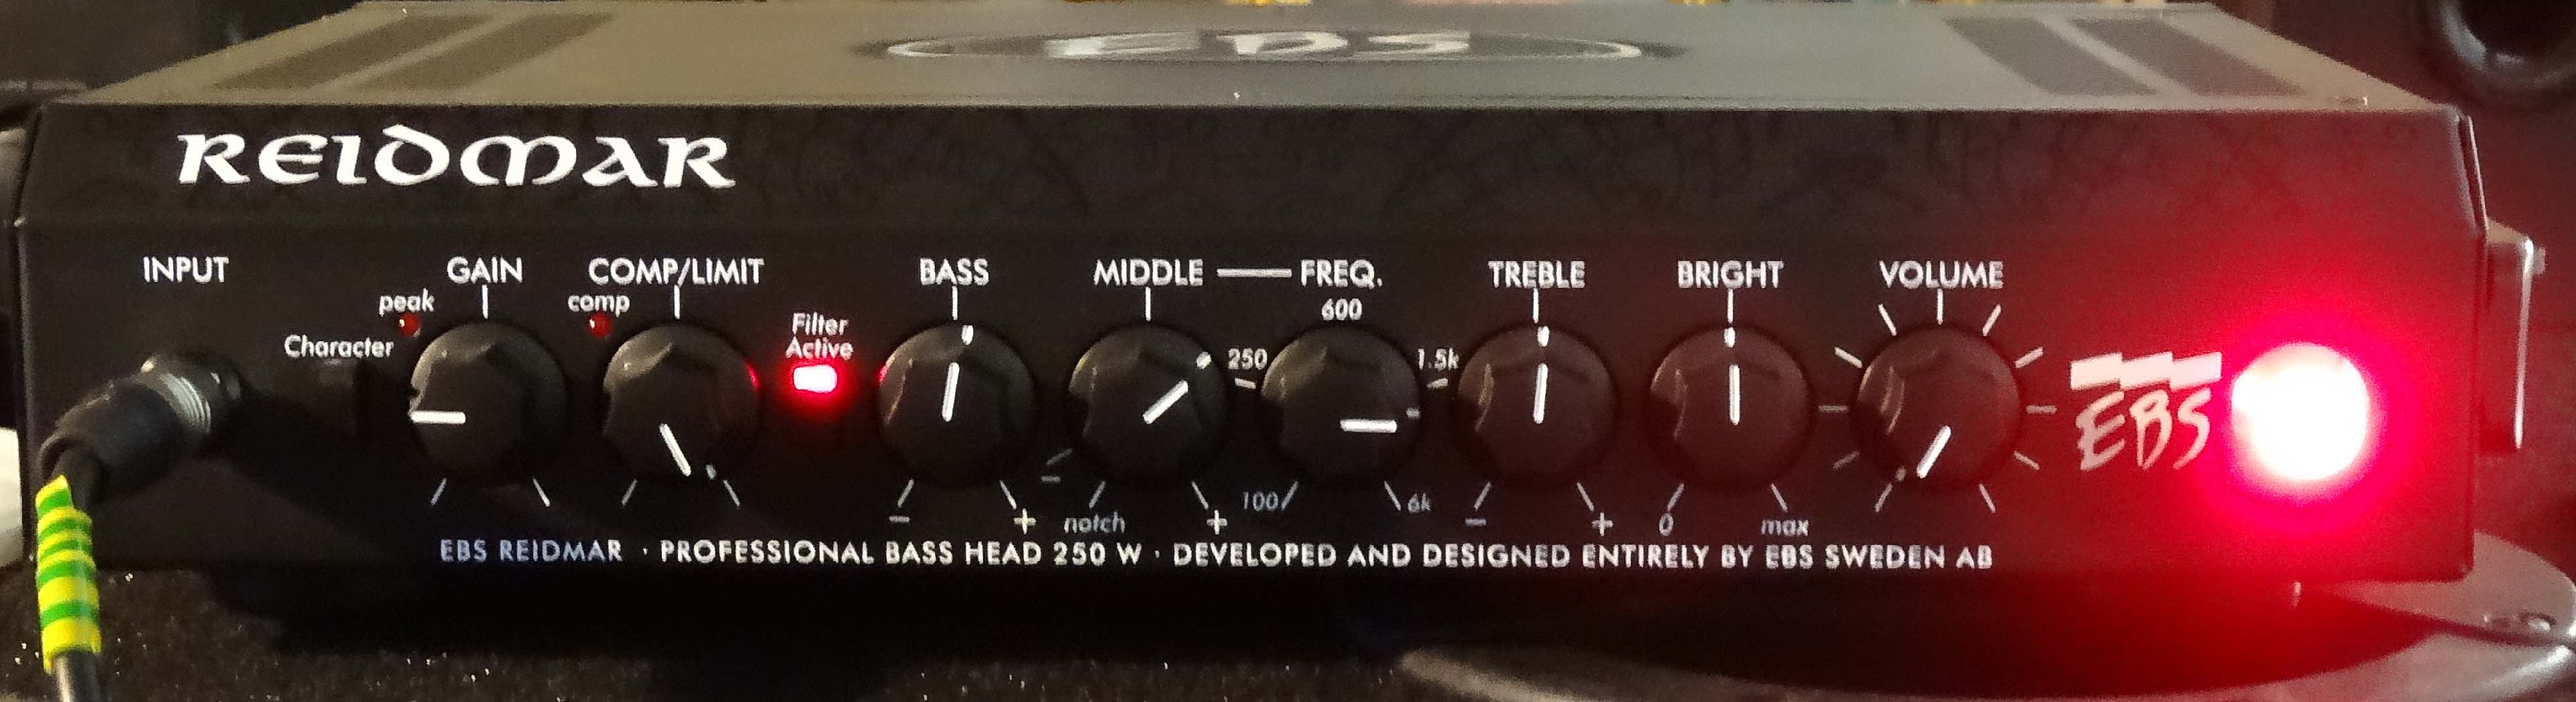 EBS
REIDMAR
INPUT
GAIN
COMP/LIMIT
BASS
MIDDLE
FREQ.
TREBLE
BRIGHT
VOLUME
peak
comp
600
Character
Filter
Active
250
1.5k
EBS
- + notch + 100 6k - + 0 max
EBS REIDMAR · PROFESSIONAL BASS HEAD 250 W · DEVELOPED AND DESIGNED ENTIRELY BY EBS SWEDEN AB